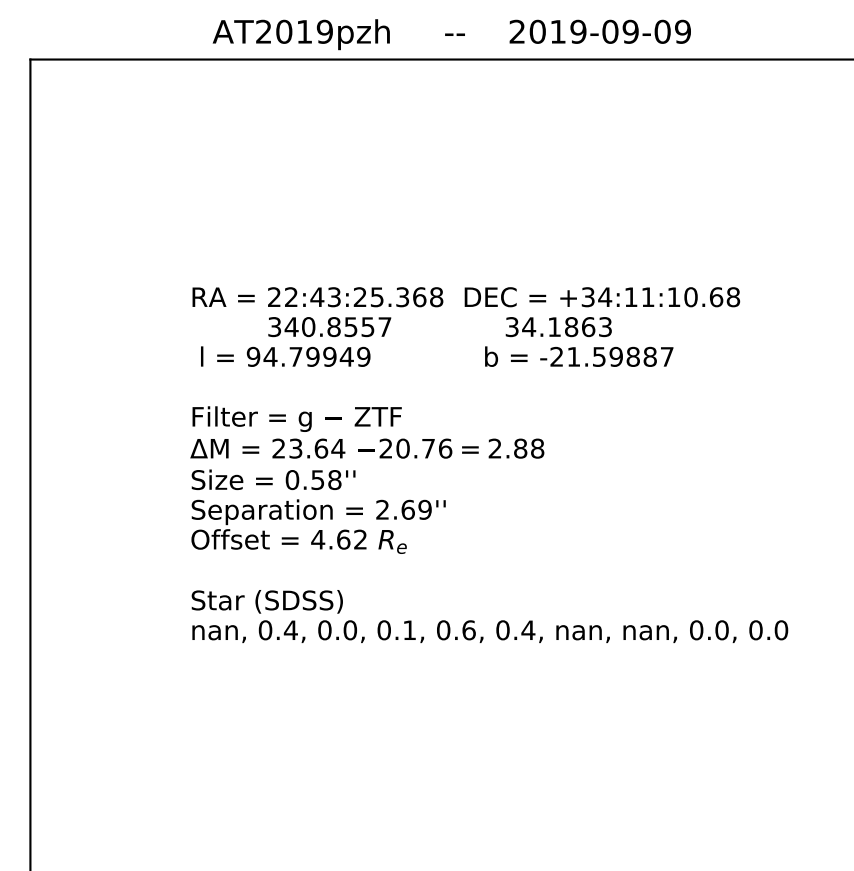 AT2019pzh -- 2019-09-09
RA = 22:43:25.368 DEC = +34:11:10.68
340.8557 34.1863
l = 94.79949 b = -21.59887
Filter = g − ZTF
ΔM = 23.64 −20.76 = 2.88
Size = 0.58''
Separation = 2.69''
Offset = 4.62 Re
Star (SDSS)
nan, 0.4, 0.0, 0.1, 0.6, 0.4, nan, nan, 0.0, 0.0